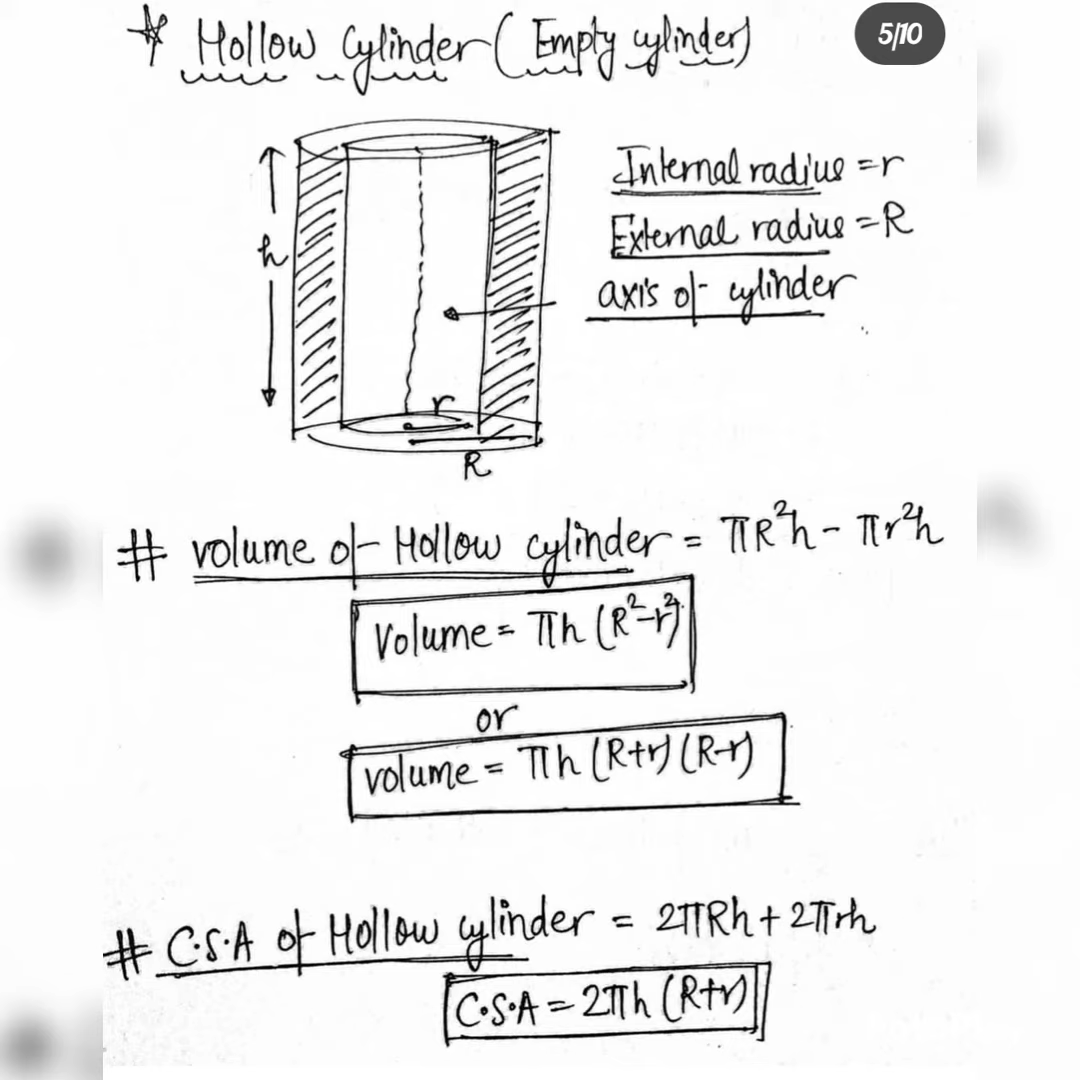 ☆ Hollow Cylinder (Empty cylinder)
5/10
Internal radius = r
External radius = R
axis of cylinder
h
r
R
# volume of Hollow cylinder = πR²h - πr²h
Volume = πh (R²-r²)
or
volume = πh (R+r) (R-r)
# C.S.A of Hollow cylinder = 2πRh + 2πrh
C.S.A = 2πh (R+r)